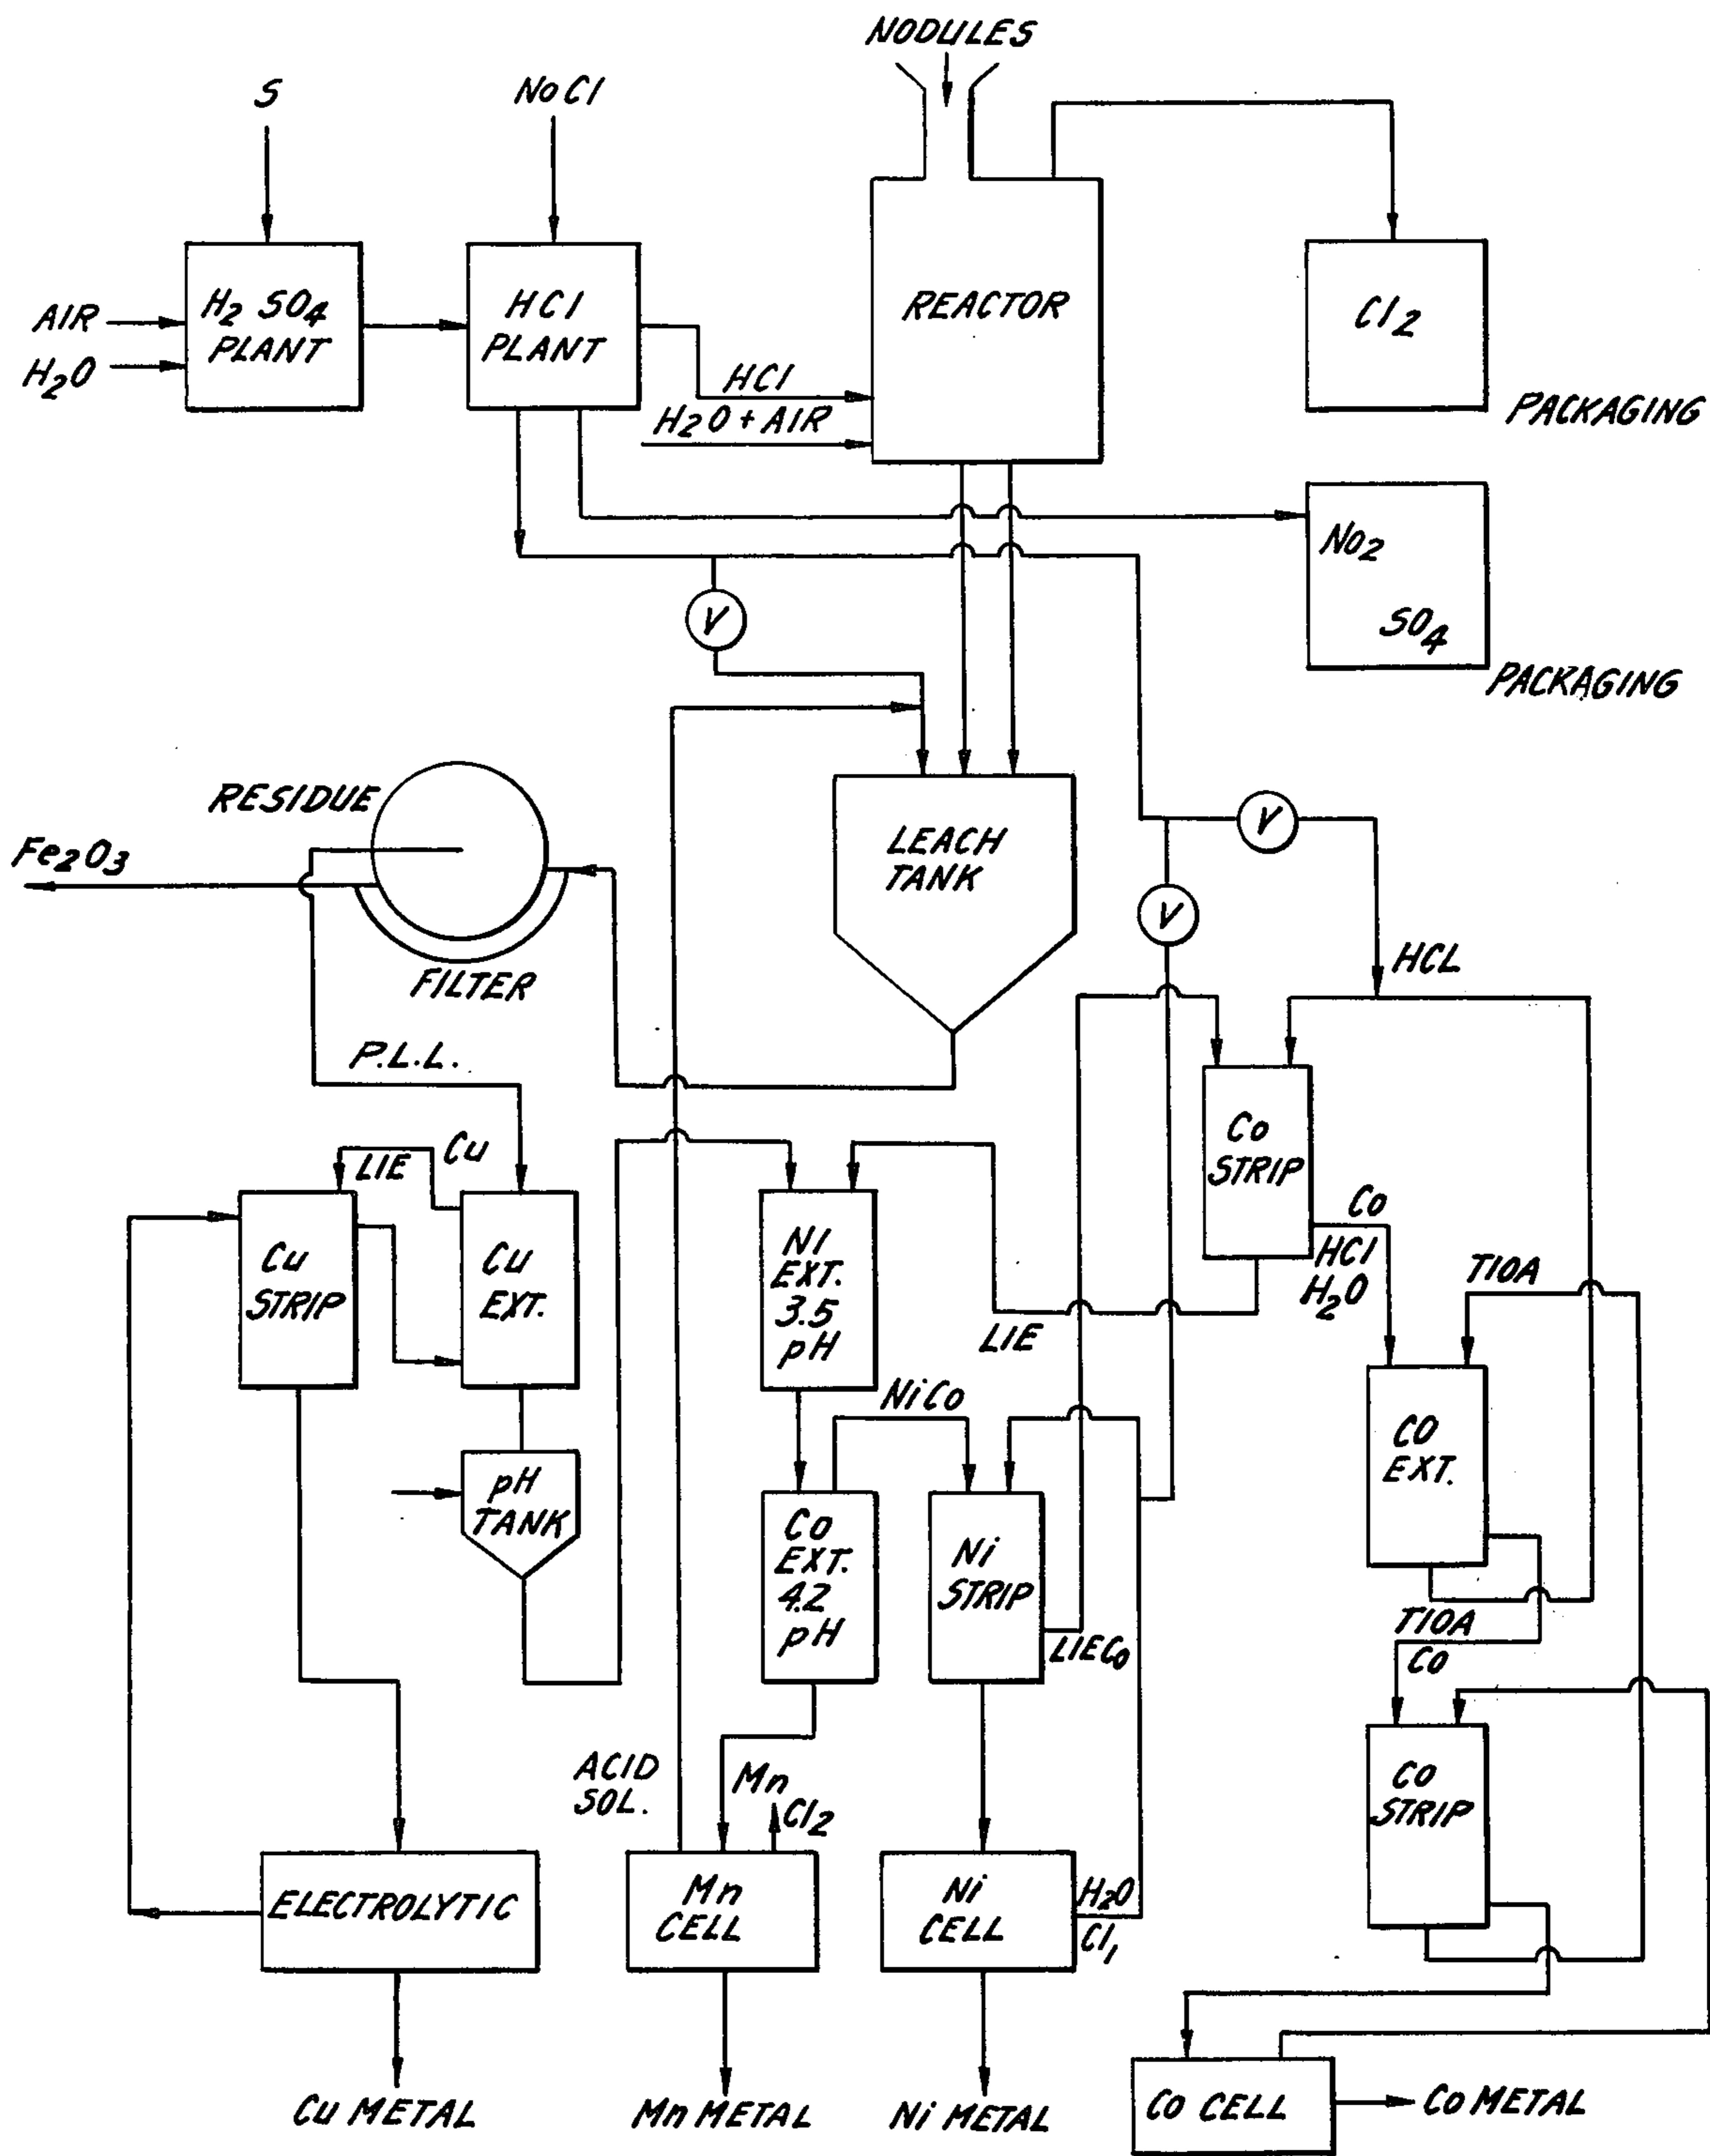 NODULES
S
NoCl
H2 SO4
PLANT
AIR
H2O
HCl
PLANT
REACTOR
Cl2
PACKAGING
HCl
H2O + AIR
No2
SO4
PACKAGING
V
RESIDUE
Fe2O3
FILTER
LEACH
TANK
V
V
HCL
P.L.L.
Cu
LIE
Cu
STRIP
Cu
EXT.
NI
EXT.
3.5
pH
LIE
Co
STRIP
Co
HCl
H2O
TIOA
NiCo
CO
EXT.
pH
TANK
Co
EXT.
4.2
pH
Ni
STRIP
LIECo
TIOA
Co
ACID
SOL.
Mn
Cl2
Co
STRIP
ELECTROLYTIC
Mn
CELL
Ni
CELL
H2O
Cl1
Cu METAL
Mn METAL
Ni METAL
Co CELL
Co METAL